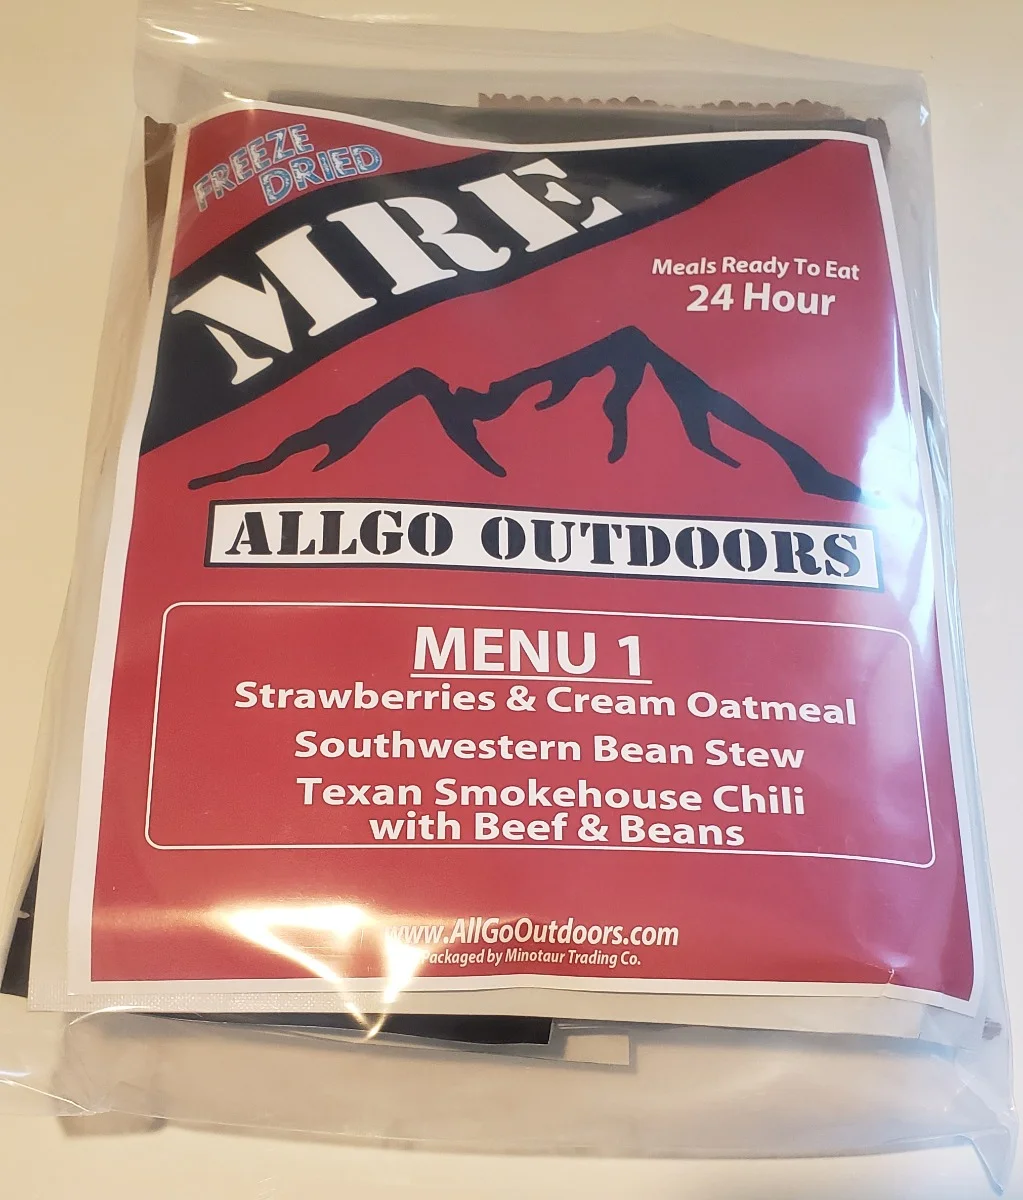 FREEZE
DRIED
MRE
Meals Ready To Eat
24 Hour
ALLGO OUTDOORS
MENU 1
Strawberries & Cream Oatmeal
Southwestern Bean Stew
Texan Smokehouse Chili
with Beef & Beans
www.AllGoOutdoors.com
Packaged by Minotaur Trading Co.